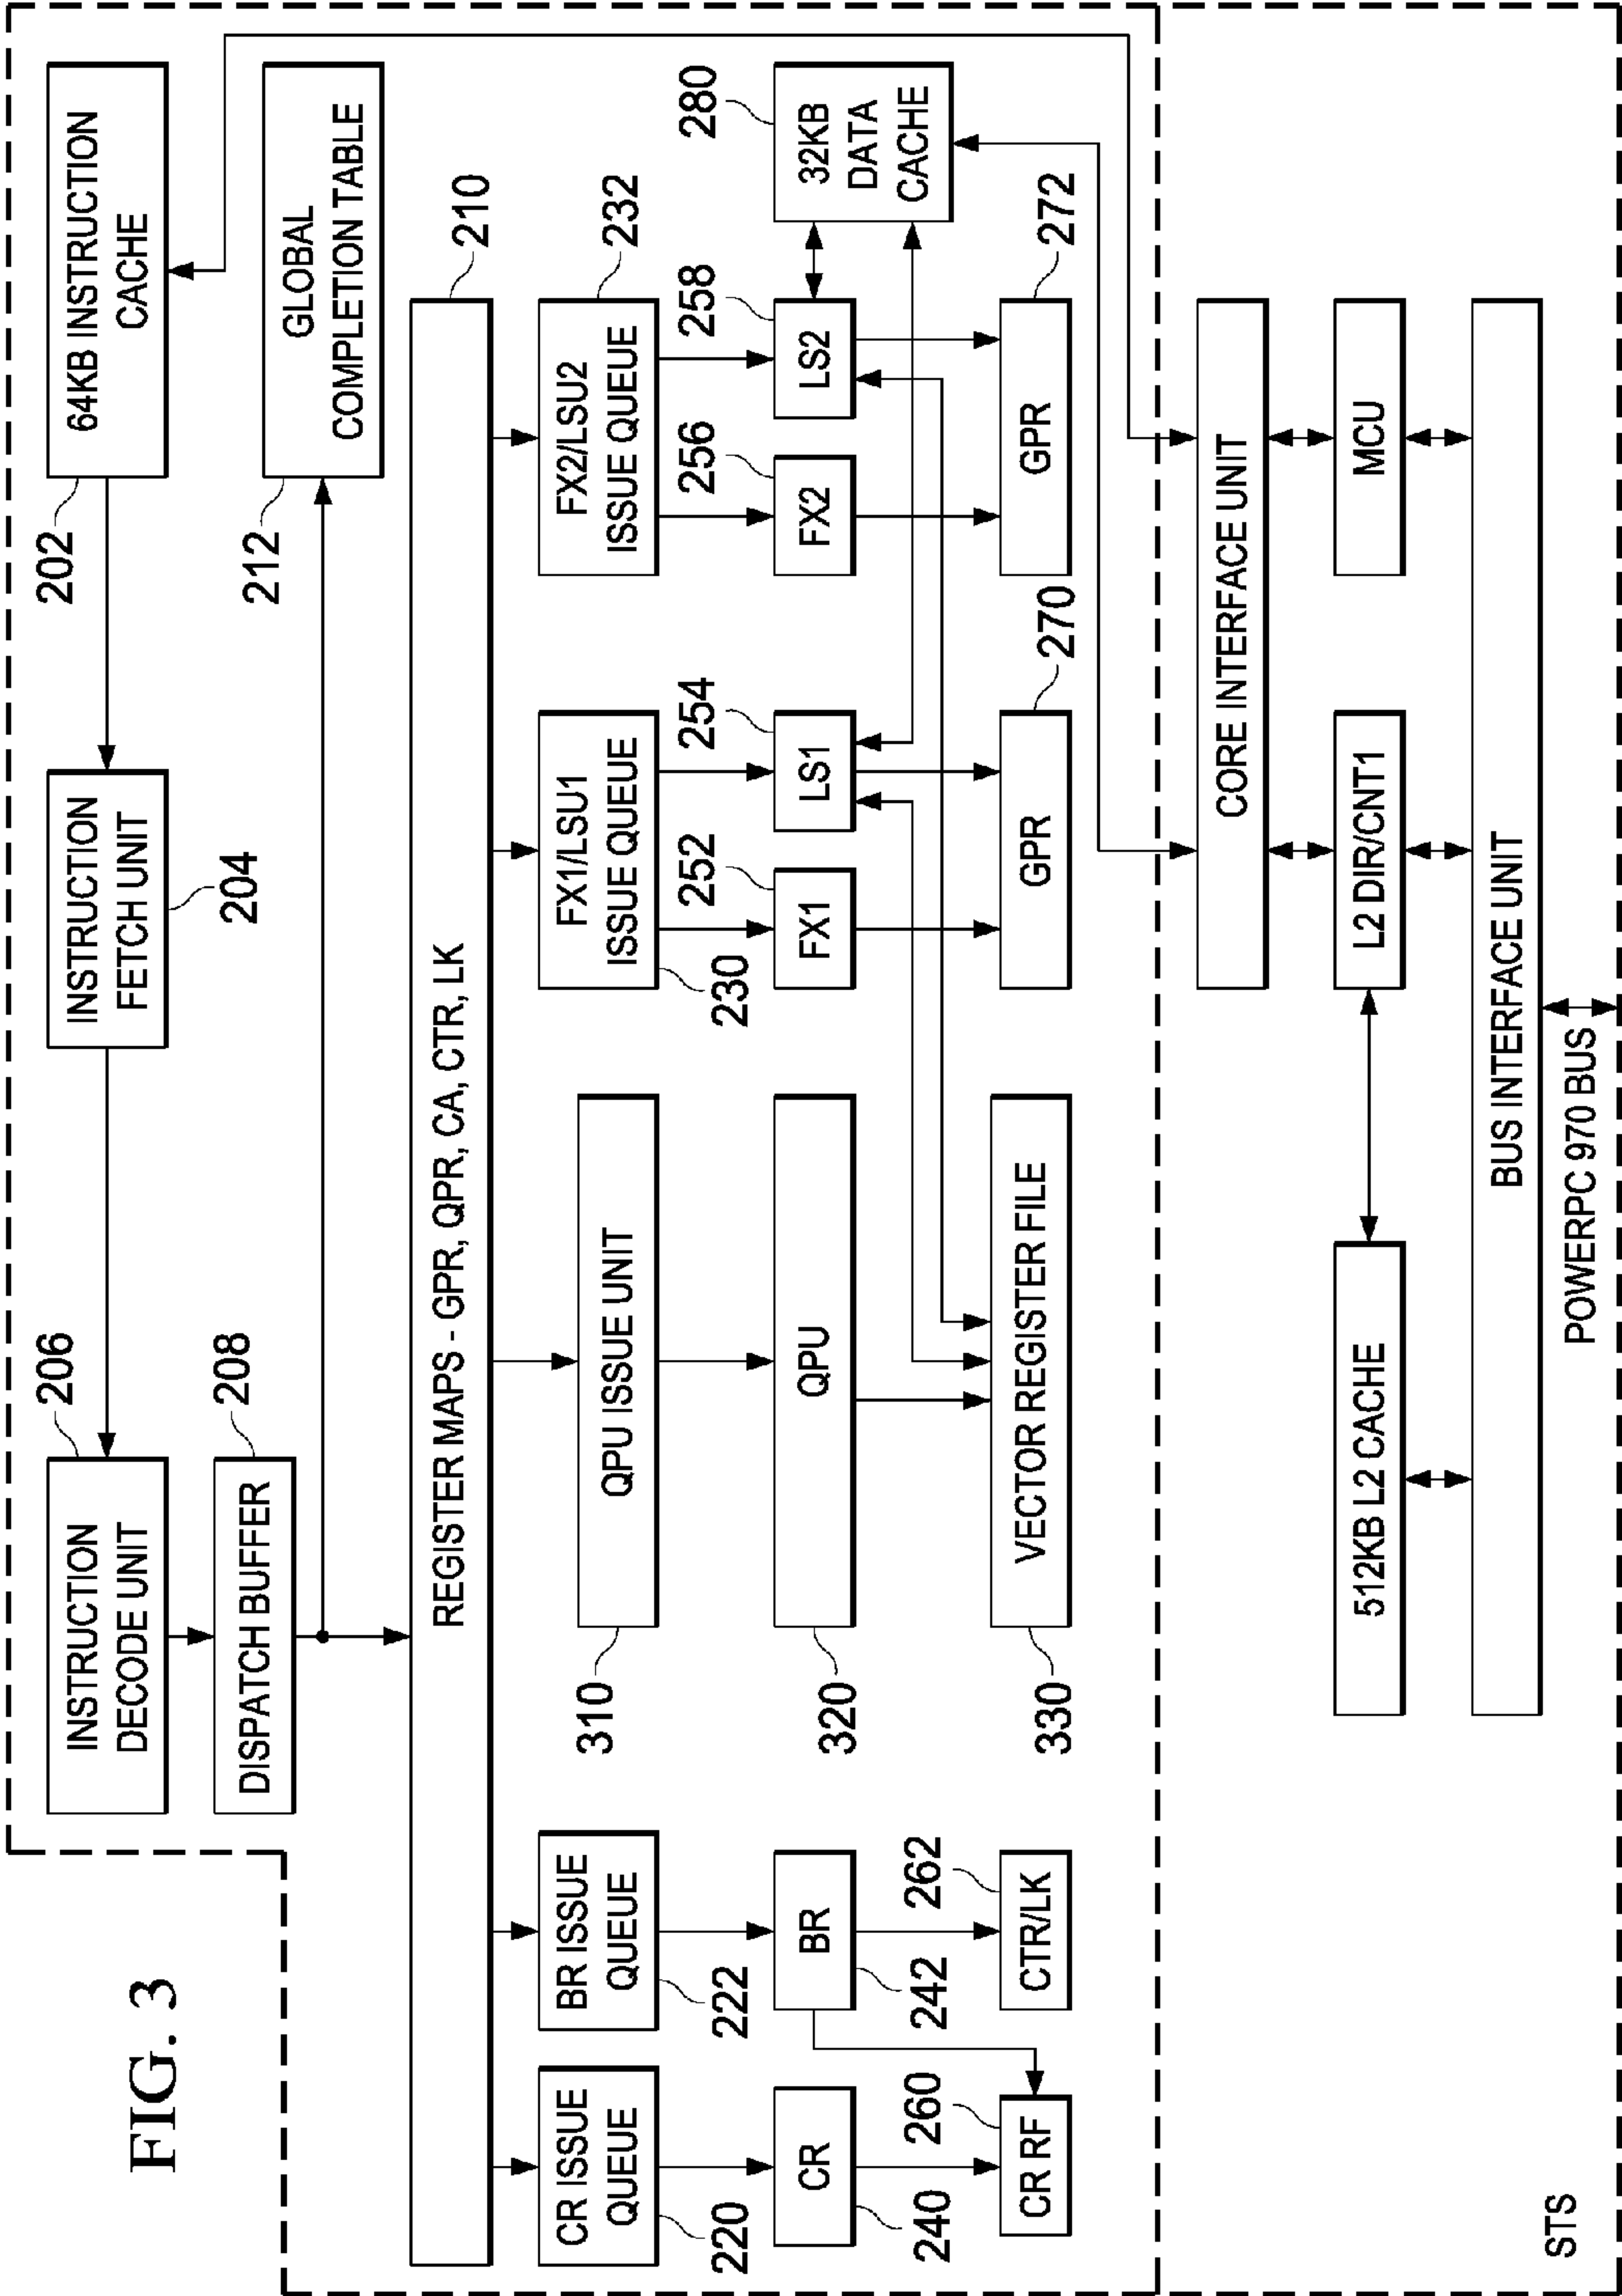 FIG. 3
206
INSTRUCTION
DECODE UNIT
INSTRUCTION
FETCH UNIT
204
202
64KB INSTRUCTION
CACHE
208
DISPATCH BUFFER
212
GLOBAL
COMPLETION TABLE
210
REGISTER MAPS - GPR, QPR, CA, CTR, LK
CR ISSUE
QUEUE
220
BR ISSUE
QUEUE
222
QPU ISSUE UNIT
310
FX1/LSU1
ISSUE QUEUE
230
FX2/LSU2
ISSUE QUEUE
232
CR
240
BR
242
QPU
320
252
FX1
254
LS1
256
FX2
258
LS2
280
32KB
DATA
CACHE
260
CR RF
262
CTR/LK
VECTOR REGISTER FILE
330
GPR
270
GPR
272
CORE INTERFACE UNIT
512KB L2 CACHE
L2 DIR/CNT1
MCU
BUS INTERFACE UNIT
STS
POWERPC 970 BUS